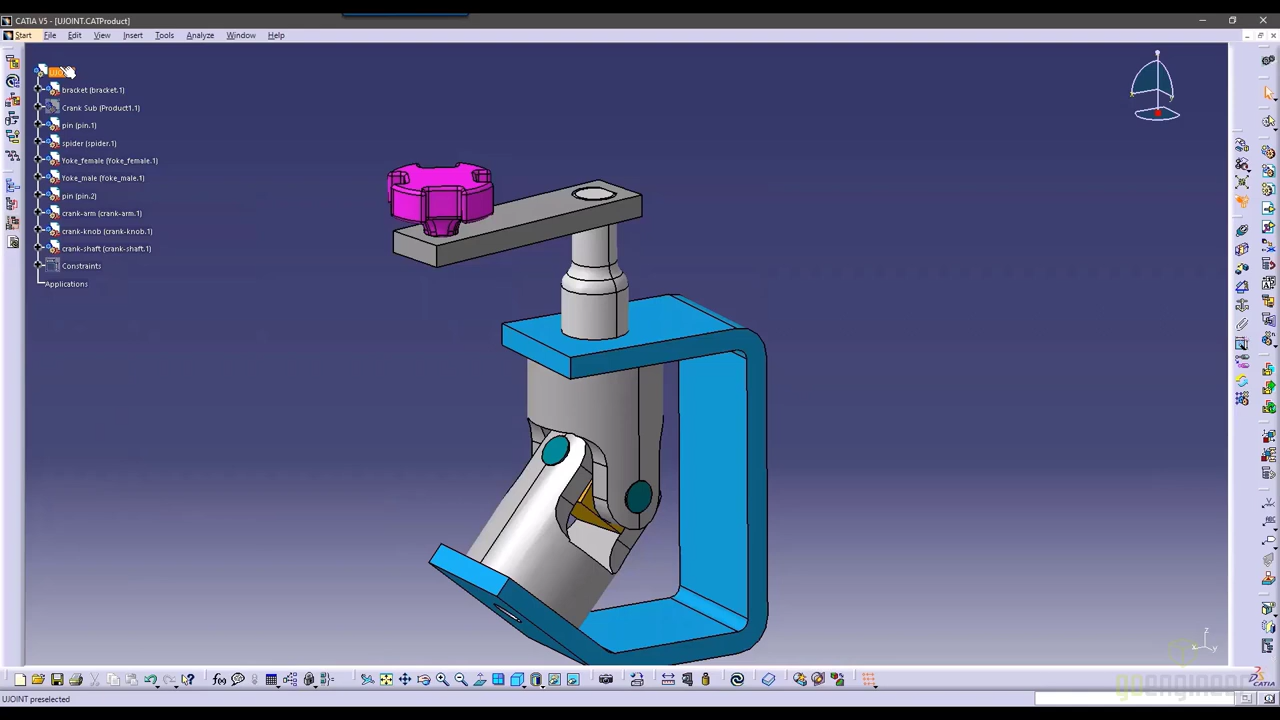 CATIA V5 - [UJOINT.CATProduct]
Start File Edit View Insert Tools Analyze Window Help
bracket (bracket.1)
Crank Sub (Product1.1)
pin (pin.1)
spider (spider.1)
Yoke_female (Yoke_female.1)
Yoke_male (Yoke_male.1)
pin (pin.2)
crank-arm (crank-arm.1)
crank-knob (crank-knob.1)
crank-shaft (crank-shaft.1)
Constraints
Applications
z
x y
goengineer
UJOINT preselected